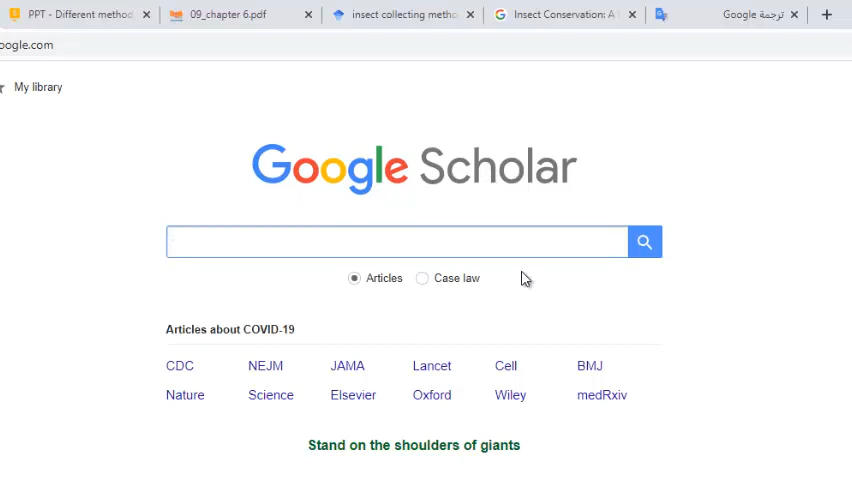 PPT - Different method
09_chapter 6.pdf
insect collecting metho
Insect Conservation: A
ترجمة Google
oogle.com
My library
Google Scholar
Articles
Case law
Articles about COVID-19
CDC NEJM JAMA Lancet Cell BMJ
Nature Science Elsevier Oxford Wiley medRxiv
Stand on the shoulders of giants